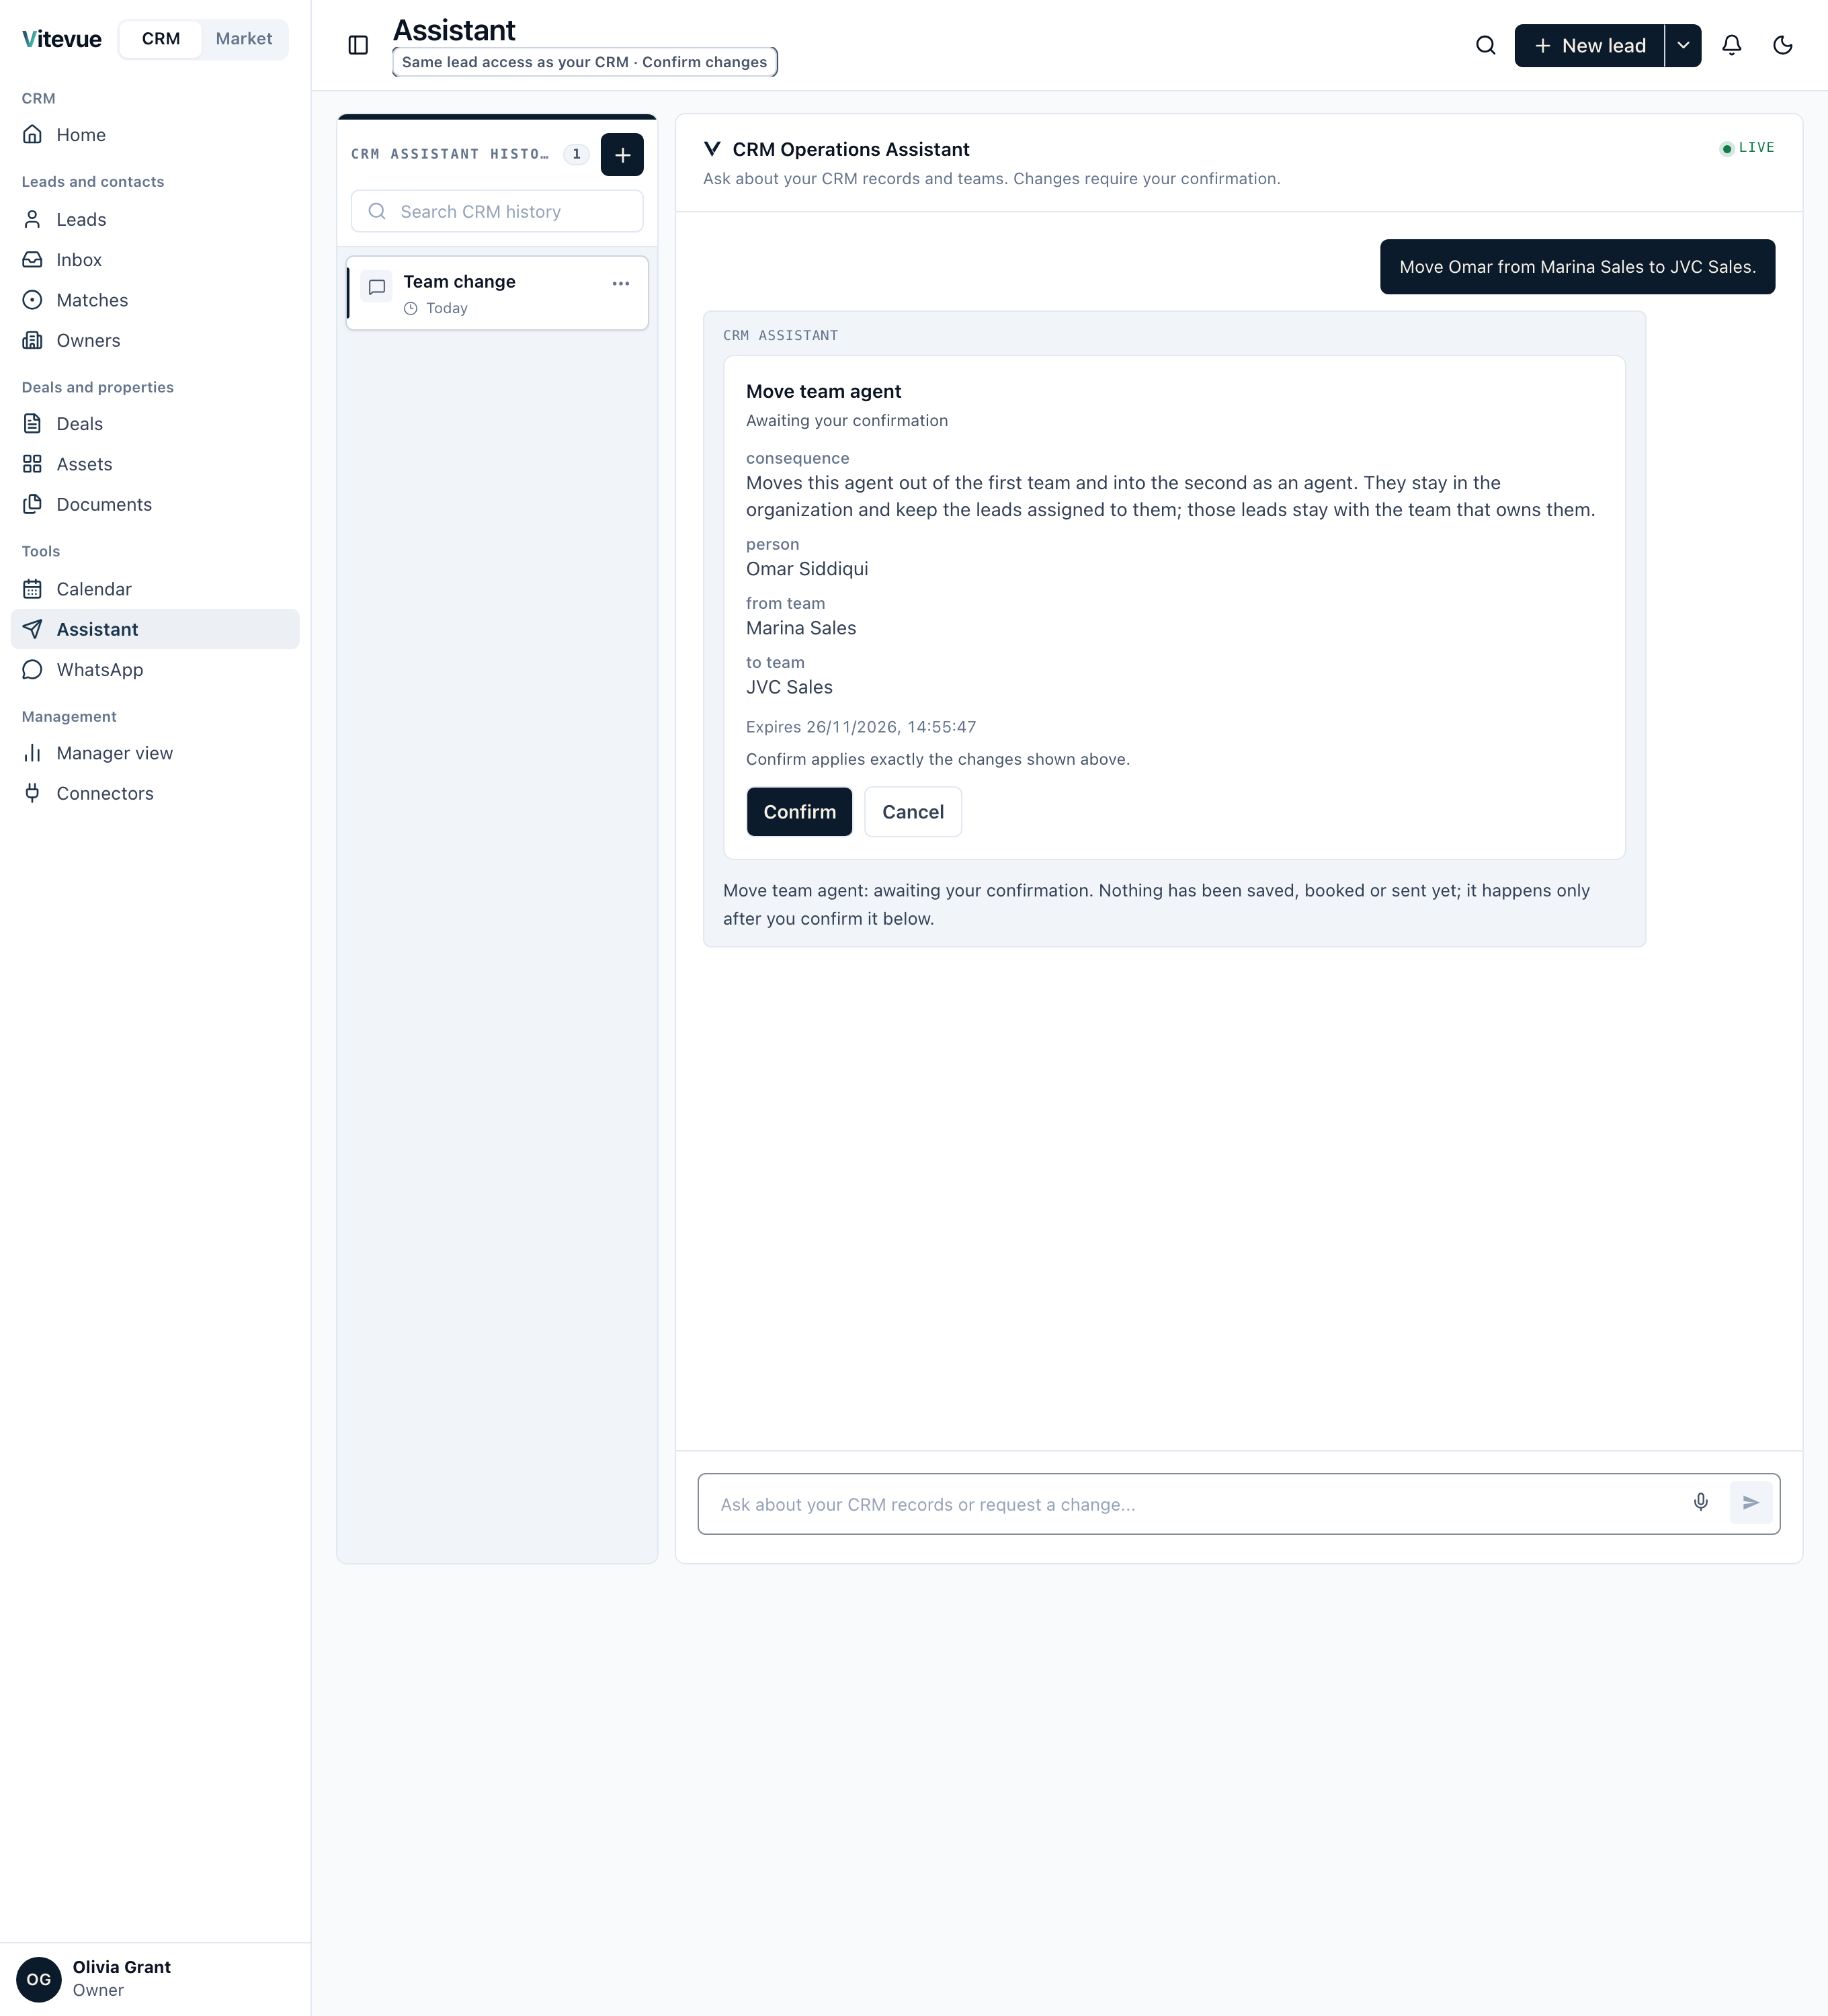 Vitevue
CRM
Market
CRM
Home
Leads and contacts
Leads
Inbox
Matches
Owners
Deals and properties
Deals
Assets
Documents
Tools
Calendar
Assistant
WhatsApp
Management
Manager view
Connectors
OG
Olivia Grant
Owner
Assistant
Same lead access as your CRM · Confirm changes
New lead
CRM ASSISTANT HISTO…
1
Search CRM history
Team change
Today
CRM Operations Assistant
Ask about your CRM records and teams. Changes require your confirmation.
LIVE
Move Omar from Marina Sales to JVC Sales.
CRM ASSISTANT
Move team agent
Awaiting your confirmation
consequence
Moves this agent out of the first team and into the second as an agent. They stay in the
organization and keep the leads assigned to them; those leads stay with the team that owns them.
person
Omar Siddiqui
from team
Marina Sales
to team
JVC Sales
Expires 26/11/2026, 14:55:47
Confirm applies exactly the changes shown above.
Confirm
Cancel
Move team agent: awaiting your confirmation. Nothing has been saved, booked or sent yet; it happens only
after you confirm it below.
Ask about your CRM records or request a change...